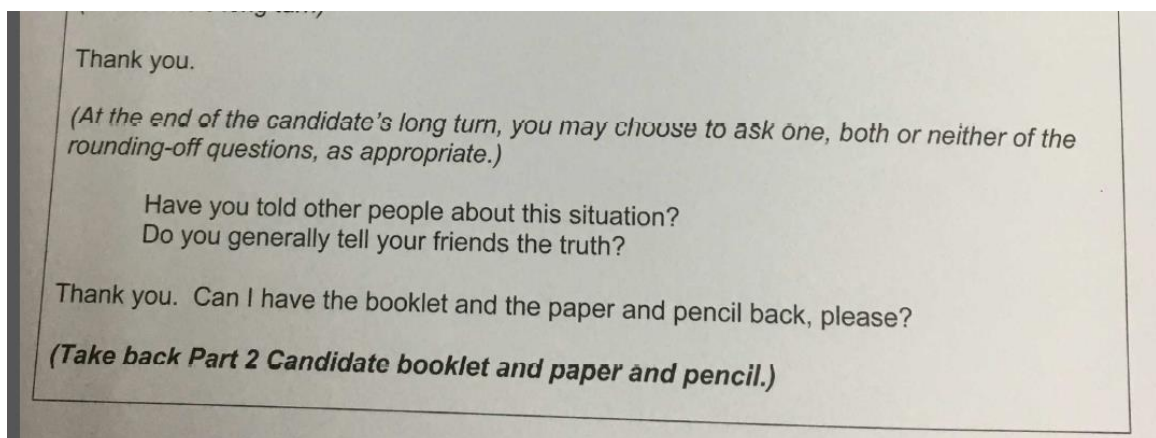 Thank you.
(At the end of the candidate's long turn, you may choose to ask one, both or neither of the
rounding-off questions, as appropriate.)
Have you told other people about this situation?
Do you generally tell your friends the truth?
Thank you. Can I have the booklet and the paper and pencil back, please?
(Take back Part 2 Candidate booklet and paper and pencil.)